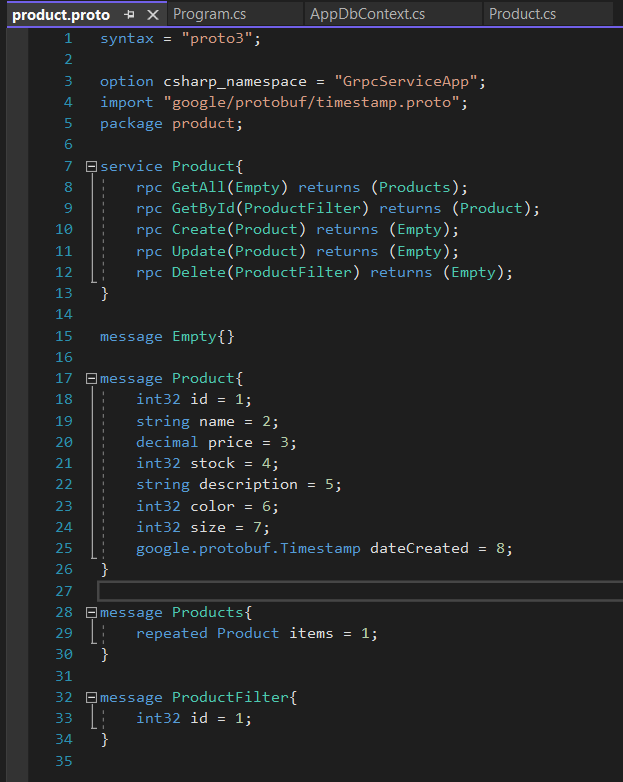 product.proto Program.cs AppDbContext.cs Product.cs
1 syntax = "proto3";
2
3 option csharp_namespace = "GrpcServiceApp";
4 import "google/protobuf/timestamp.proto";
5 package product;
6
7 service Product{
8 rpc GetAll(Empty) returns (Products);
9 rpc GetById(ProductFilter) returns (Product);
10 rpc Create(Product) returns (Empty);
11 rpc Update(Product) returns (Empty);
12 rpc Delete(ProductFilter) returns (Empty);
13 }
14
15 message Empty{}
16
17 message Product{
18 int32 id = 1;
19 string name = 2;
20 decimal price = 3;
21 int32 stock = 4;
22 string description = 5;
23 int32 color = 6;
24 int32 size = 7;
25 google.protobuf.Timestamp dateCreated = 8;
26 }
27
28 message Products{
29 repeated Product items = 1;
30 }
31
32 message ProductFilter{
33 int32 id = 1;
34 }
35